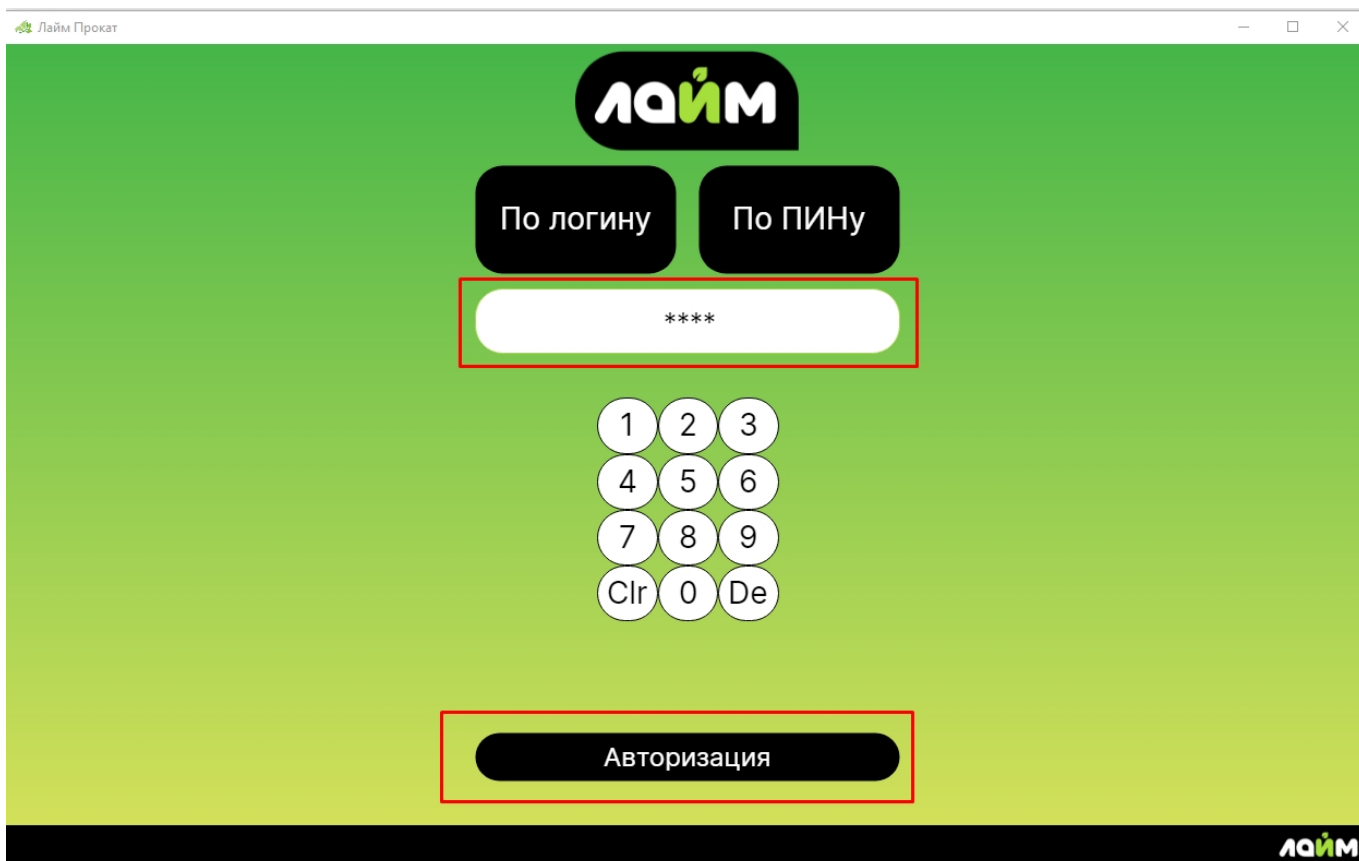 Лайм Прокат
лайм
По логину
По ПИНу
****
1 2 3
4 5 6
7 8 9
Clr 0 De
Авторизация
лайм